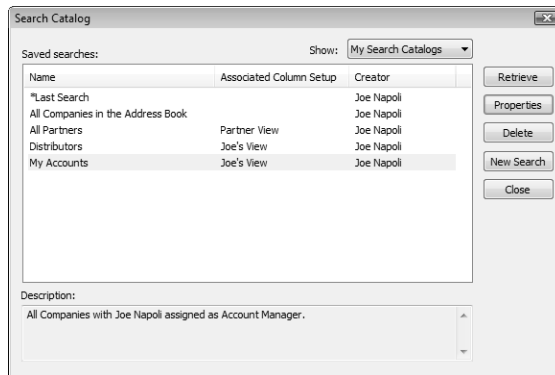 Search Catalog
Saved searches:
Show: My Search Catalogs
Name Associated Column Setup Creator
*Last Search Joe Napoli
All Companies in the Address Book Joe Napoli
All Partners Partner View Joe Napoli
Distributors Joe's View Joe Napoli
My Accounts Joe's View Joe Napoli
Retrieve
Properties
Delete
New Search
Close
Description:
All Companies with Joe Napoli assigned as Account Manager.